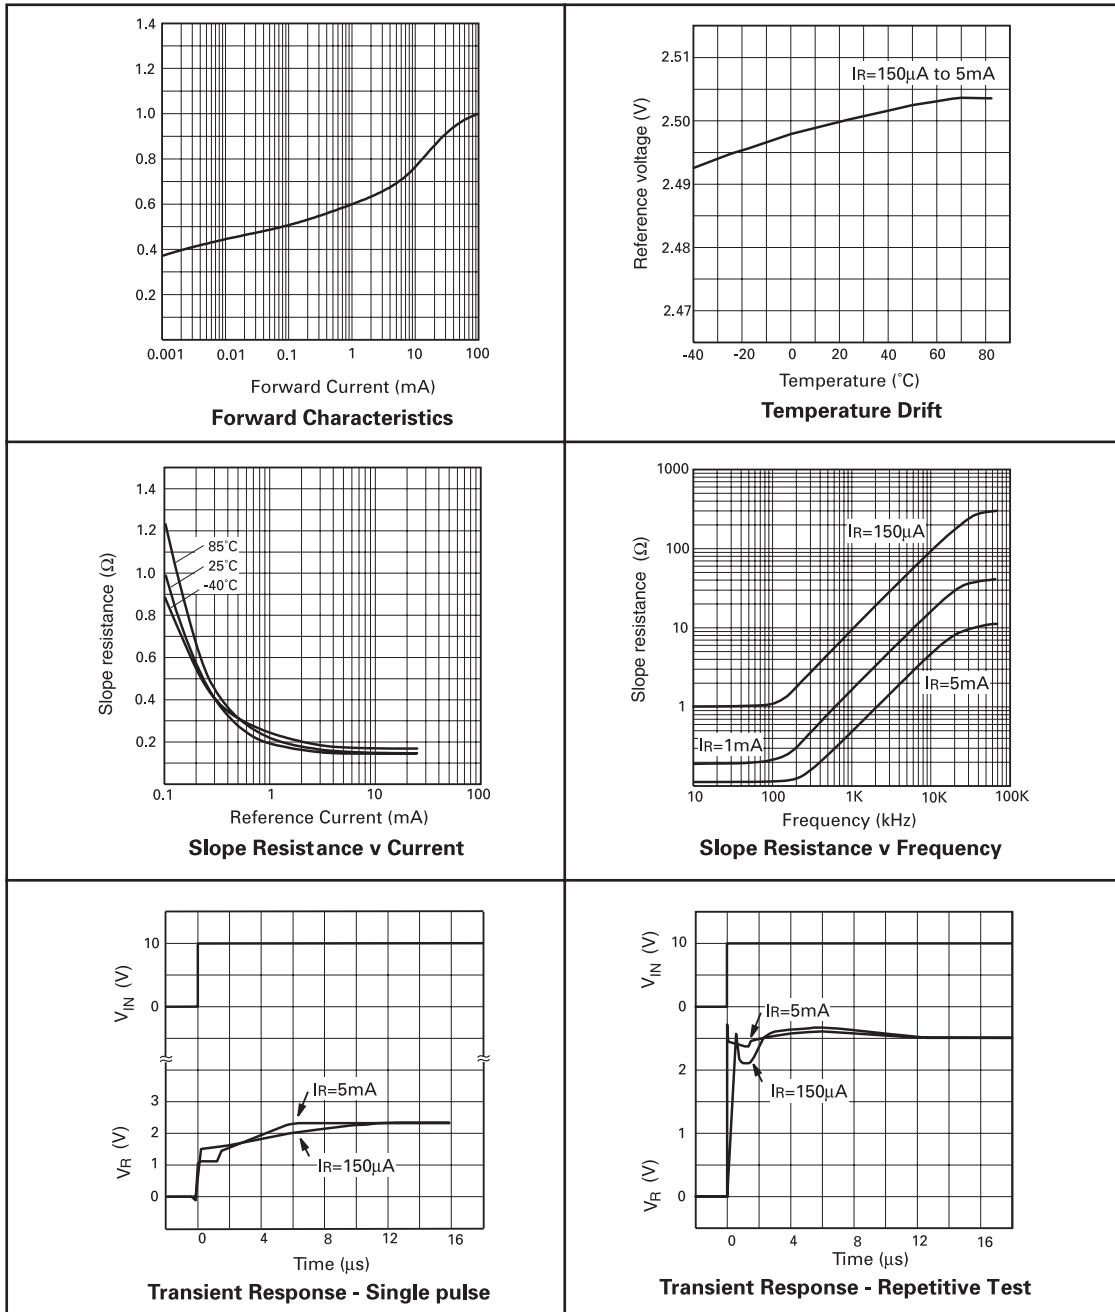 1.4
1.2
1.0
0.8
0.6
0.4
0.2
0.001 0.01 0.1 1 10 100
Forward Current (mA)
Forward Characteristics
Reference voltage (V)
2.51
2.50
2.49
2.48
2.47
IR=150µA to 5mA
-40 -20 0 20 40 60 80
Temperature (˚C)
Temperature Drift
Slope resistance (Ω)
1.4
1.2
1.0
0.8
0.6
0.4
0.2
85˚C
25˚C
-40˚C
0.1 1 10 100
Reference Current (mA)
Slope Resistance v Current
Slope resistance (Ω)
1000
100
10
1
IR=150µA
IR=5mA
IR=1mA
10 100 1K 10K 100K
Frequency (kHz)
Slope Resistance v Frequency
VIN (V)
10
0
≈ ≈
VR (V)
3
2
1
0
IR=5mA
IR=150µA
0 4 8 12 16
Time (µs)
Transient Response - Single pulse
VIN (V)
10
0
IR=5mA
IR=150µA
VR (V)
2
1
0
0 4 8 12 16
Time (µs)
Transient Response - Repetitive Test